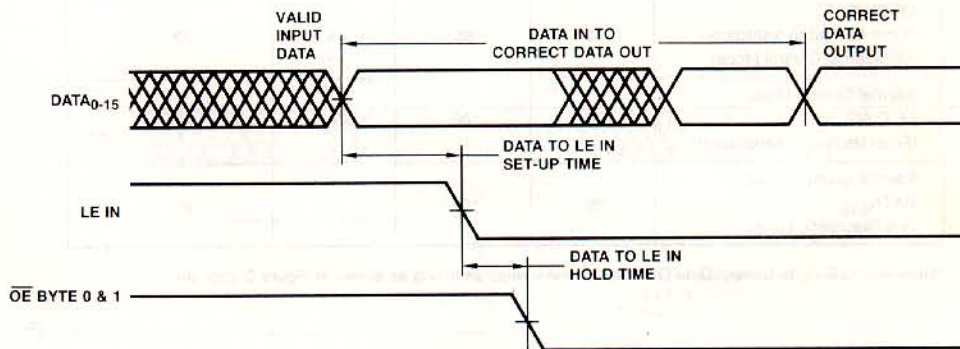 VALID
INPUT
DATA
DATA IN TO
CORRECT DATA OUT
CORRECT
DATA
OUTPUT
DATA0-15
DATA TO LE IN
SET-UP TIME
LE IN
DATA TO LE IN
HOLD TIME
OE BYTE 0 & 1